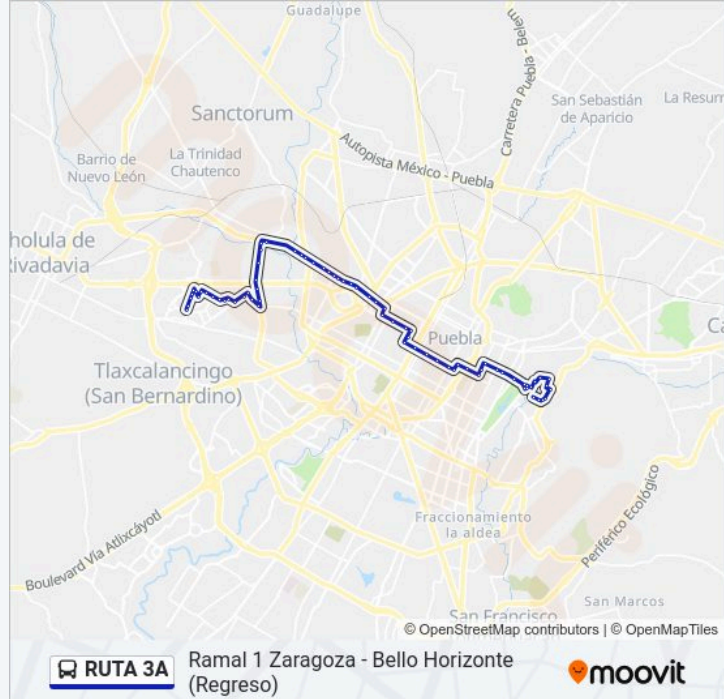 Guadalupe
Sanctorum
San Sebastián
de Aparicio
La Resurr
Carretera Puebla - Belem
Autopista México - Puebla
Barrio de
Nuevo León
La Trinidad
Chautenco
holula de
Rivadavia
Puebla
Ca
Tlaxcalancingo
(San Bernardino)
Fraccionamiento
la aldea
Periférico Ecológico
Boulevard Vía Atlixcáyotl
San Marcos
San Francisco
© OpenStreetMap contributors | © OpenMapTiles
RUTA 3A
Ramal 1 Zaragoza - Bello Horizonte
(Regreso)
moovit